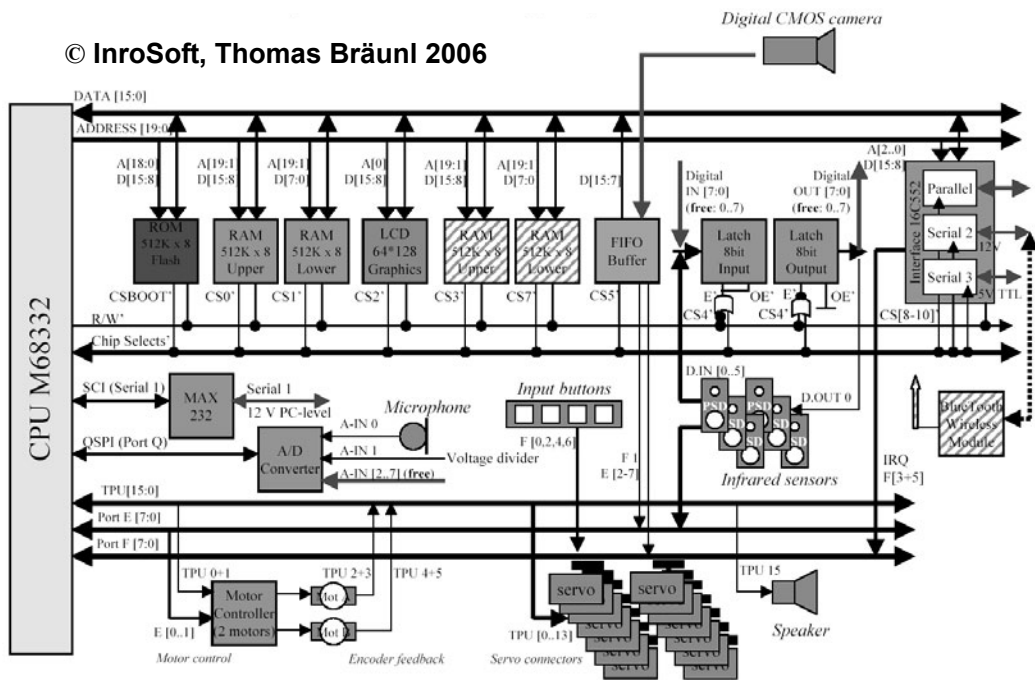 Digital CMOS camera
© InroSoft, Thomas Bräunl 2006
CPU M68332
DATA [15:0]
ADDRESS [19:0]
A[18:0]
D[15:8]
A[19:1]
D[15:8]
A[19:1]
D[7:0]
A[0]
D[15:8]
A[19:1]
D[15:8]
A[19:1]
D[7:0]
D[15:7]
Digital
IN [7:0]
(free: 0..7)
Digital
OUT [7:0]
(free: 0..7)
A[2..0]
D[15:8]
ROM
512K x 8
Flash
RAM
512K x 8
Upper
RAM
512K x 8
Lower
LCD
64*128
Graphics
RAM
512K x 8
Upper
RAM
512K x 8
Lower
FIFO
Buffer
Latch
8bit
Input
Latch
8bit
Output
Interface 16C552
Parallel
Serial 2
12V
Serial 3
5V
TTL
CSBOOT'
CS0'
CS1'
CS2'
CS3'
CS7'
CS5'
E'
OE'
CS4'
E'
OE'
CS4'
CS[8-10]'
R/W'
Chip Selects'
SCI (Serial 1)
MAX
232
Serial 1
12 V PC-level
QSPI (Port Q)
A/D
Converter
A-IN 0
Microphone
A-IN 1
Voltage divider
A-IN [2..7] (free)
Input buttons
F [0,2,4,6]
F 1
E [2-7]
D.IN [0..5]
D.OUT 0
PSD
Infrared sensors
BlueTooth
Wireless
Module
IRQ
F[3+5]
TPU[15:0]
Port E [7:0]
Port F [7:0]
TPU 0+1
TPU 2+3
TPU 4+5
E [0..1]
Motor
Controller
(2 motors)
Mot A
Mot B
Motor control
Encoder feedback
TPU [0..13]
Servo connectors
servo
servo
servo
servo
TPU 15
Speaker